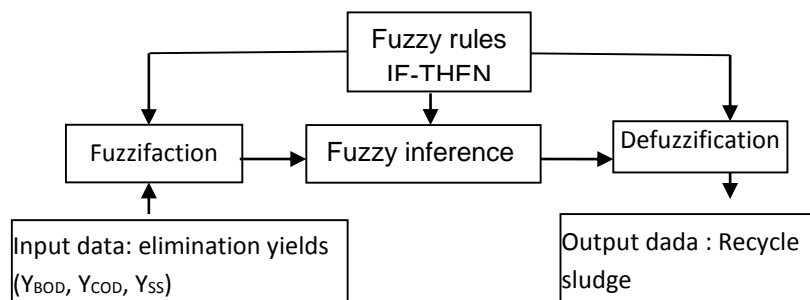 Fuzzy rules
IF-THEN
Fuzzifaction
Fuzzy inference
Defuzzification
Input data: elimination yields
(YBOD, YCOD, YSS)
Output dada : Recycle
sludge